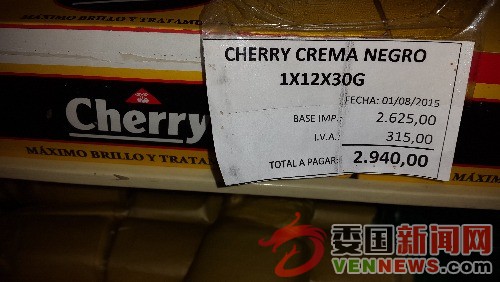 MÁXIMO BRILLO Y TRATAM
CHERRY CREMA NEGRO
1X12X30G
FECHA: 01/08/2015
BASE IMP.: 2.625,00
I.V.A.: 315,00
TOTAL A PAGAR: 2.940,00
Cherry
MÁXIMO BRILLO Y TRATA
委国新闻网
VENNEWS.COM